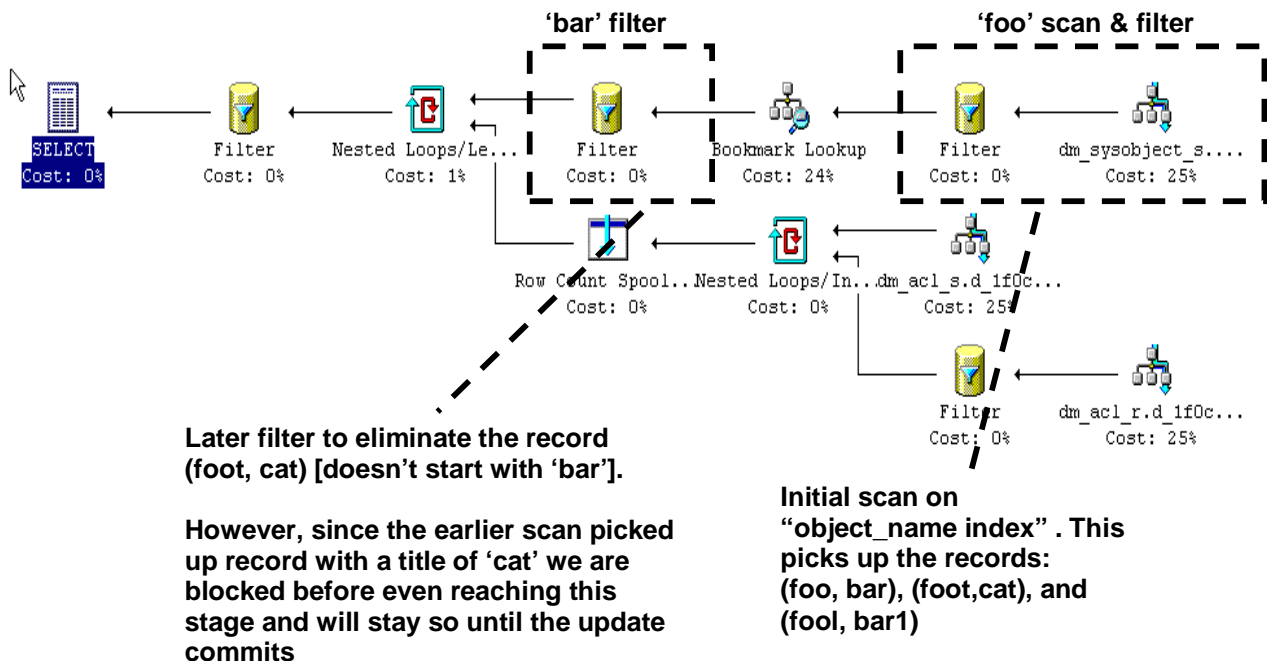 ‘bar’ filter
‘foo’ scan & filter
SELECT
Cost: 0%
Filter
Cost: 0%
Nested Loops/Le...
Cost: 1%
Filter
Cost: 0%
Bookmark Lookup
Cost: 24%
Filter
Cost: 0%
dm_sysobject_s....
Cost: 25%
Row Count Spool...
Cost: 0%
Nested Loops/In...
Cost: 0%
dm_acl_s.d_1f0c...
Cost: 25%
Filter
Cost: 0%
dm_acl_r.d_1f0c...
Cost: 25%
Later filter to eliminate the record
(foot, cat) [doesn’t start with ‘bar’].
However, since the earlier scan picked
up record with a title of ‘cat’ we are
blocked before even reaching this
stage and will stay so until the update
commits
Initial scan on
“object_name index” . This
picks up the records:
(foo, bar), (foot,cat), and
(fool, bar1)